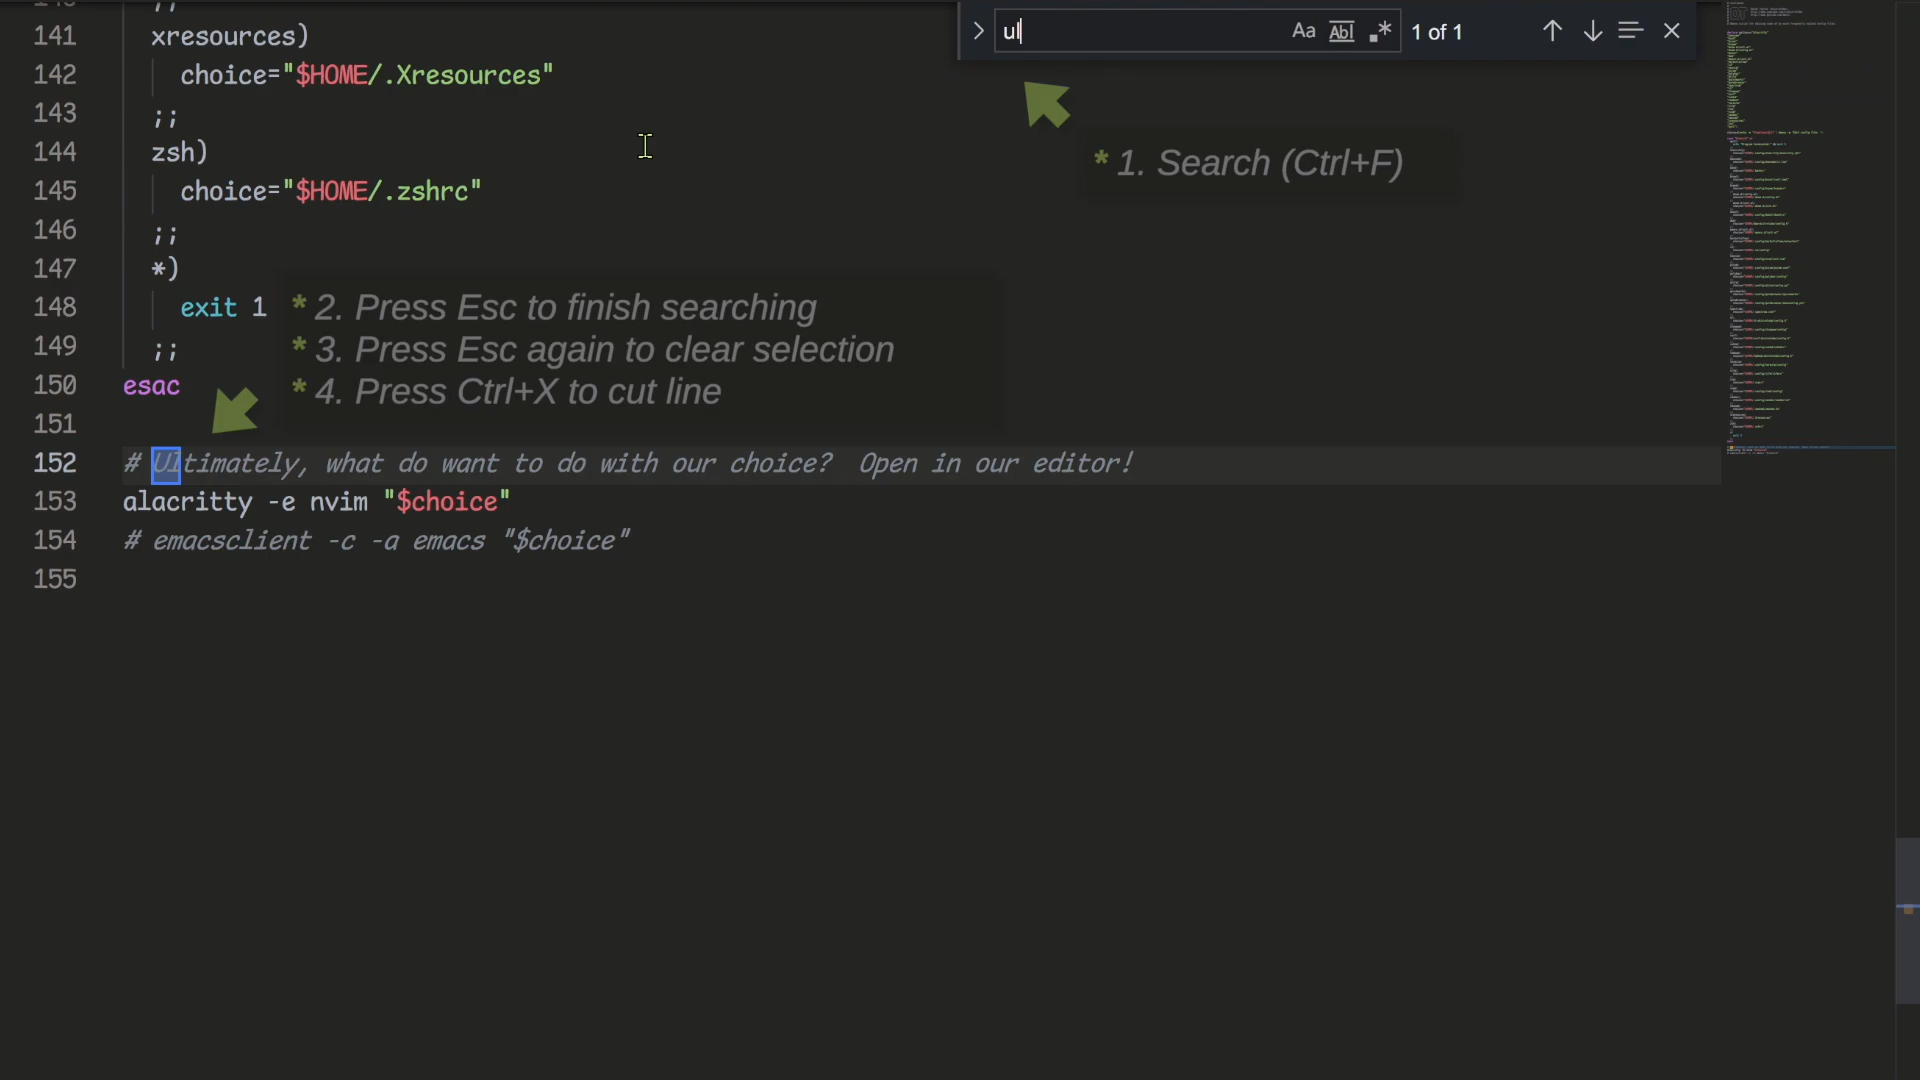 ul
Aa Abl .* 1 of 1
141 xresources)
142 choice="$HOME/.Xresources"
143 ;;
144 zsh)
145 choice="$HOME/.zshrc"
146 ;;
147 *)
148 exit 1
149 ;;
150 esac
151
152 # Ultimately, what do want to do with our choice?  Open in our editor!
153 alacritty -e nvim "$choice"
154 # emacsclient -c -a emacs "$choice"
155
* 1. Search (Ctrl+F)
* 2. Press Esc to finish searching
* 3. Press Esc again to clear selection
* 4. Press Ctrl+X to cut line